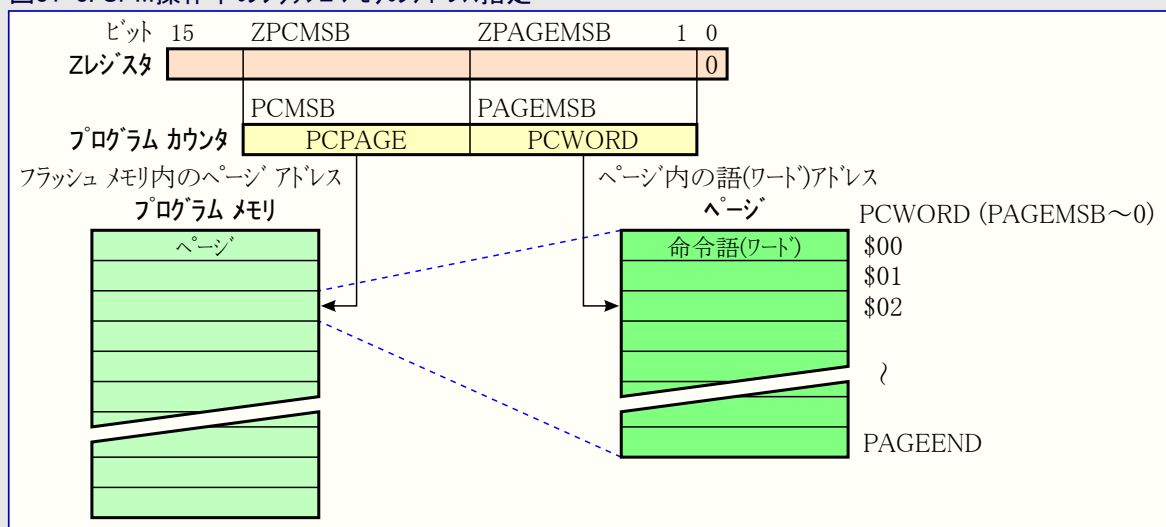 ビット 15 ZPCMSB ZPAGEMSB 1 0
Zレジスタ 0
PCMSB PAGEMSB
プログラム カウンタ PCPAGE PCWORD
フラッシュ メモリ内のページ アドレス ページ内の語(ワード)アドレス
プログラム メモリ ページ PCWORD (PAGEMSB～0)
ページ 命令語(ワード) $00
$01
$02
～
PAGEEND